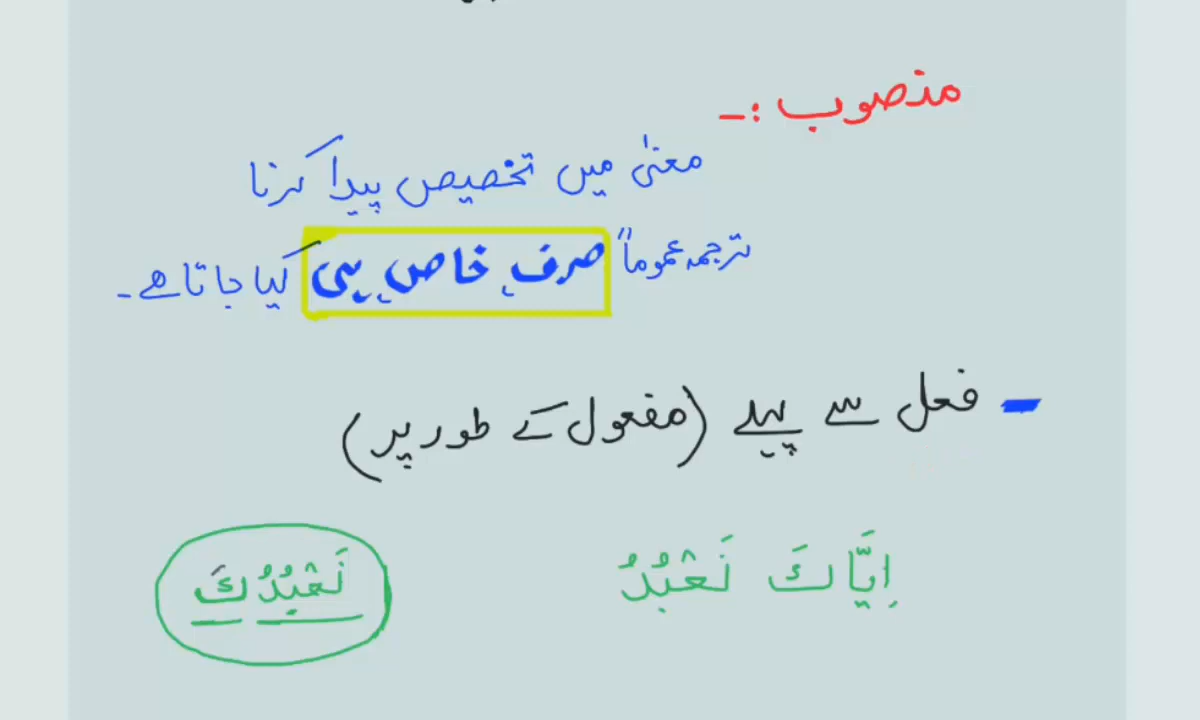 منصوب :-
معنیٰ میں تخصیص پیدا کرنا
ترجمہ عموماً صرف، خاص، ہی کیا جاتا ہے۔
- فعل سے پہلے (مفعول کے طور پر)
اِیَّاكَ نَعْبُدُ نَعْبُدُكَ